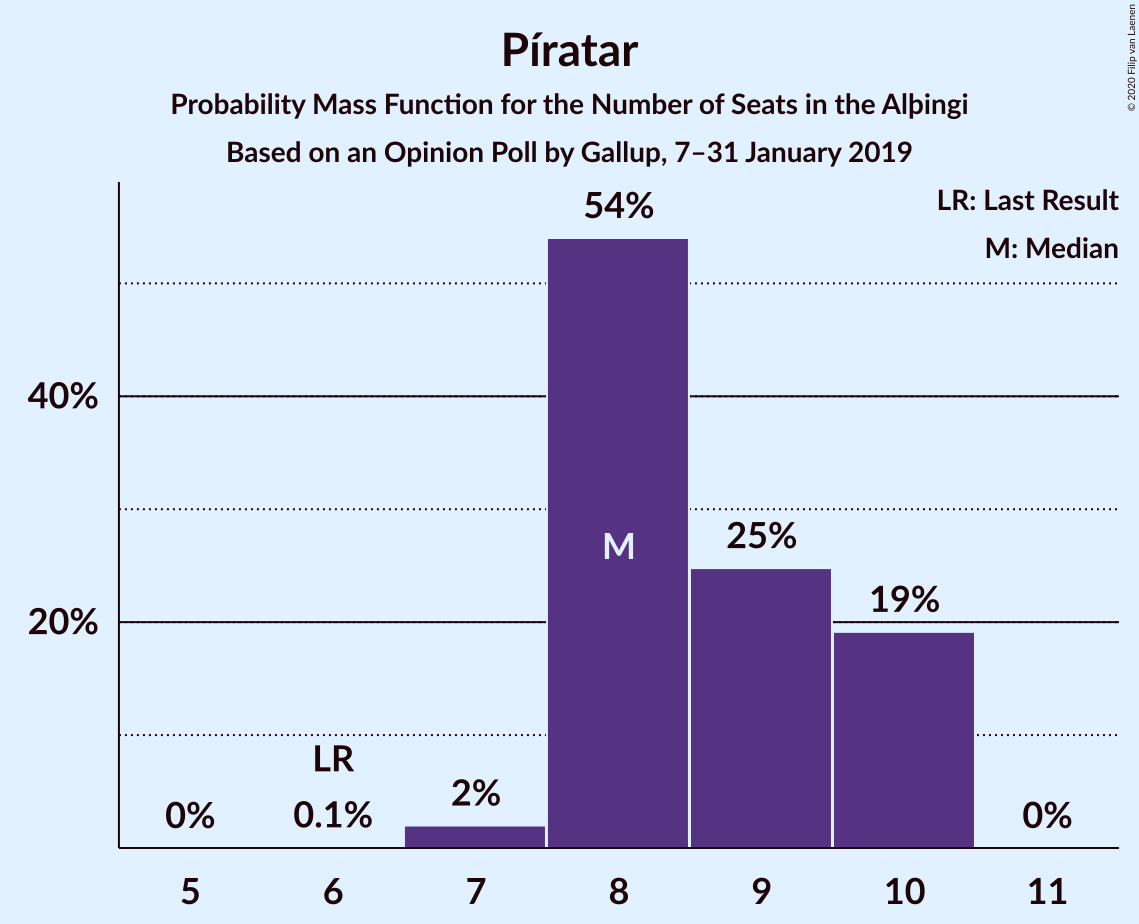 Píratar
Probability Mass Function for the Number of Seats in the Alþingi
Based on an Opinion Poll by Gallup, 7–31 January 2019
© 2020 Filip van Laenen
LR: Last Result
M: Median
54%
40%
M
25%
20%
19%
LR
0%
0.1%
2%
0%
5
6
7
8
9
10
11